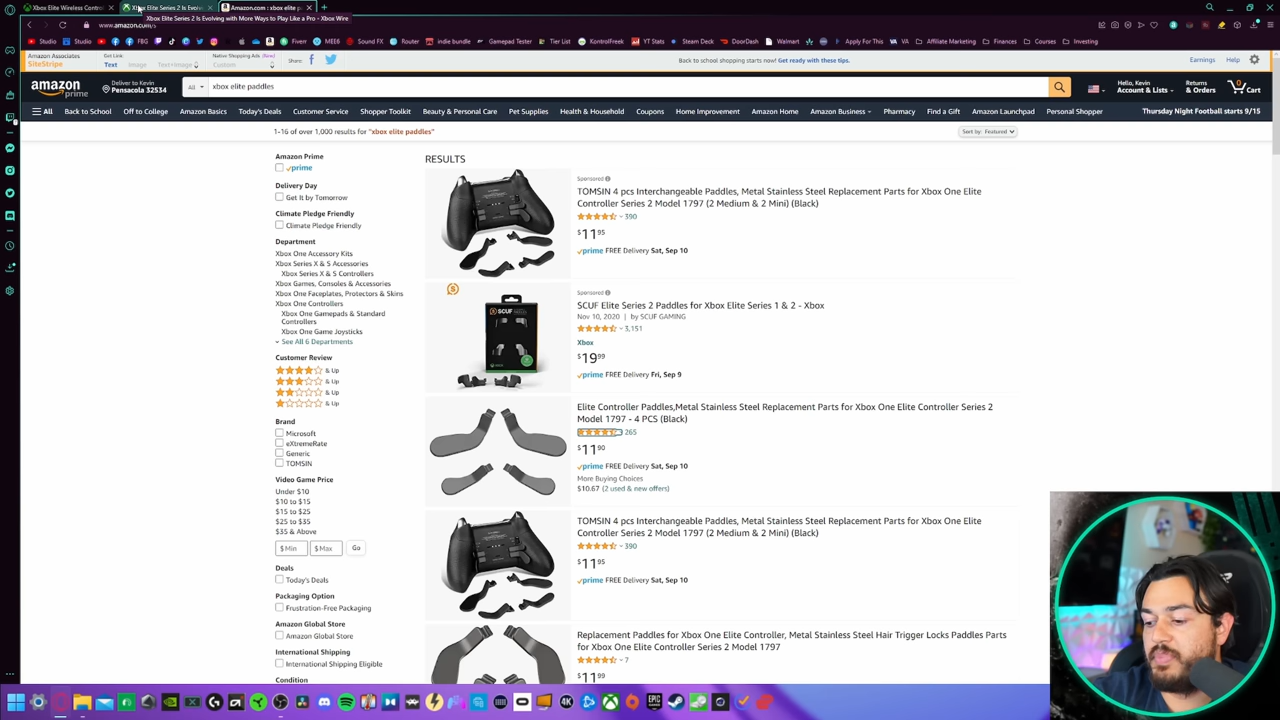 Xbox Elite Wireless Contro
Xbox Elite Series 2 Is Evolvi
Amazon.com : xbox elite p
Xbox Elite Series 2 Is Evolving with More Ways to Play Like a Pro - Xbox Wire
www.amazon.com/s
Studio
Studio
FBG
Fiverr
MEE6
Sound FX
Router
indie bundle
Gamepad Tester
Tier list
KontrolFreek
YT Stats
Steam Deck
DoorDash
Walmart
Apply For This
VA
Affiliate Marketing
Finances
Courses
Investing
Amazon Associates
SiteStripe
Get Link:
Text
Image
Text+Image
Native Shopping Ads (New)
Custom
Share:
Back to school shopping starts now! Get ready with these tips.
Earnings
Help
amazon
prime
Deliver to Kevin
Pensacola 32534
All
xbox elite paddles
Hello, Kevin
Account & Lists
Returns
& Orders
0
Cart
All
Back to School
Off to College
Amazon Basics
Today's Deals
Customer Service
Shopper Toolkit
Beauty & Personal Care
Pet Supplies
Health & Household
Coupons
Home Improvement
Amazon Home
Amazon Business
Pharmacy
Find a Gift
Amazon Launchpad
Personal Shopper
Thursday Night Football starts 9/15
1-16 of over 1,000 results for "xbox elite paddles"
Sort by: Featured
Amazon Prime
prime
Delivery Day
Get It by Tomorrow
Climate Pledge Friendly
Climate Pledge Friendly
Department
Xbox One Accessory Kits
Xbox Series X & S Accessories
Xbox Series X & S Controllers
Xbox Games, Consoles & Accessories
Xbox One Faceplates, Protectors & Skins
Xbox One Controllers
Xbox One Gamepads & Standard
Controllers
Xbox One Game Joysticks
See All 6 Departments
Customer Review
& Up
& Up
& Up
& Up
Brand
Microsoft
eXtremeRate
Generic
TOMSIN
Video Game Price
Under $10
$10 to $15
$15 to $25
$25 to $35
$35 & Above
$ Min
$ Max
Go
Deals
Today's Deals
Packaging Option
Frustration-Free Packaging
Amazon Global Store
Amazon Global Store
International Shipping
International Shipping Eligible
Condition
RESULTS
Sponsored
TOMSIN 4 pcs Interchangeable Paddles, Metal Stainless Steel Replacement Parts for Xbox One Elite
Controller Series 2 Model 1797 (2 Medium & 2 Mini) (Black)
390
$11 95
prime FREE Delivery Sat, Sep 10
Sponsored
SCUF Elite Series 2 Paddles for Xbox Elite Series 1 & 2 - Xbox
Nov 10, 2020 | by SCUF GAMING
3,151
Xbox
$19 99
prime FREE Delivery Fri, Sep 9
SCUF
Elite Controller Paddles,Metal Stainless Steel Replacement Parts for Xbox One Elite Controller Series 2
Model 1797 - 4 PCS (Black)
265
$11 90
prime FREE Delivery Sat, Sep 10
More Buying Choices
$10.67 (2 used & new offers)
TOMSIN 4 pcs Interchangeable Paddles, Metal Stainless Steel Replacement Parts for Xbox One Elite
Controller Series 2 Model 1797 (2 Medium & 2 Mini) (Black)
390
$11 95
prime FREE Delivery Sat, Sep 10
Replacement Paddles for Xbox One Elite Controller, Metal Stainless Steel Hair Trigger Locks Paddles Parts
for Xbox One Elite Controller Series 2 Model 1797
7
$11 99